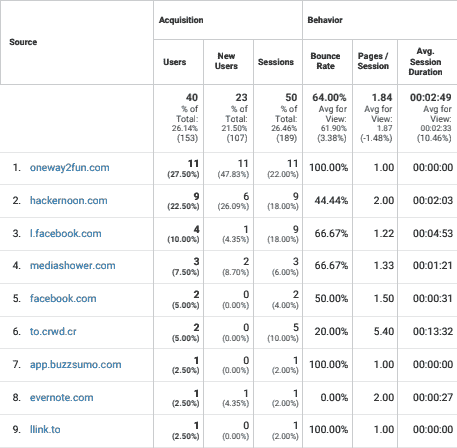 Source Acquisition Behavior
Users New Users Sessions Bounce Rate Pages / Session Avg. Session Duration
40 23 50 64.00% 1.84 00:02:49
% of Total: 26.14% (153) % of Total: 21.50% (107) % of Total: 26.46% (189) Avg for View: 61.90% (3.38%) Avg for View: 1.87 (-1.48%) Avg for View: 00:02:33 (10.46%)
1. oneway2fun.com 11 (27.50%) 11 (47.83%) 11 (22.00%) 100.00% 1.00 00:00:00
2. hackernoon.com 9 (22.50%) 6 (26.09%) 9 (18.00%) 44.44% 2.00 00:02:03
3. l.facebook.com 4 (10.00%) 1 (4.35%) 9 (18.00%) 66.67% 1.22 00:04:53
4. mediashower.com 3 (7.50%) 2 (8.70%) 3 (6.00%) 66.67% 1.33 00:01:21
5. facebook.com 2 (5.00%) 0 (0.00%) 2 (4.00%) 50.00% 1.50 00:00:31
6. to.crwd.cr 2 (5.00%) 0 (0.00%) 5 (10.00%) 20.00% 5.40 00:13:32
7. app.buzzsumo.com 1 (2.50%) 0 (0.00%) 1 (2.00%) 100.00% 1.00 00:00:00
8. evernote.com 1 (2.50%) 1 (4.35%) 1 (2.00%) 0.00% 2.00 00:00:27
9. llink.to 1 (2.50%) 0 (0.00%) 1 (2.00%) 100.00% 1.00 00:00:00